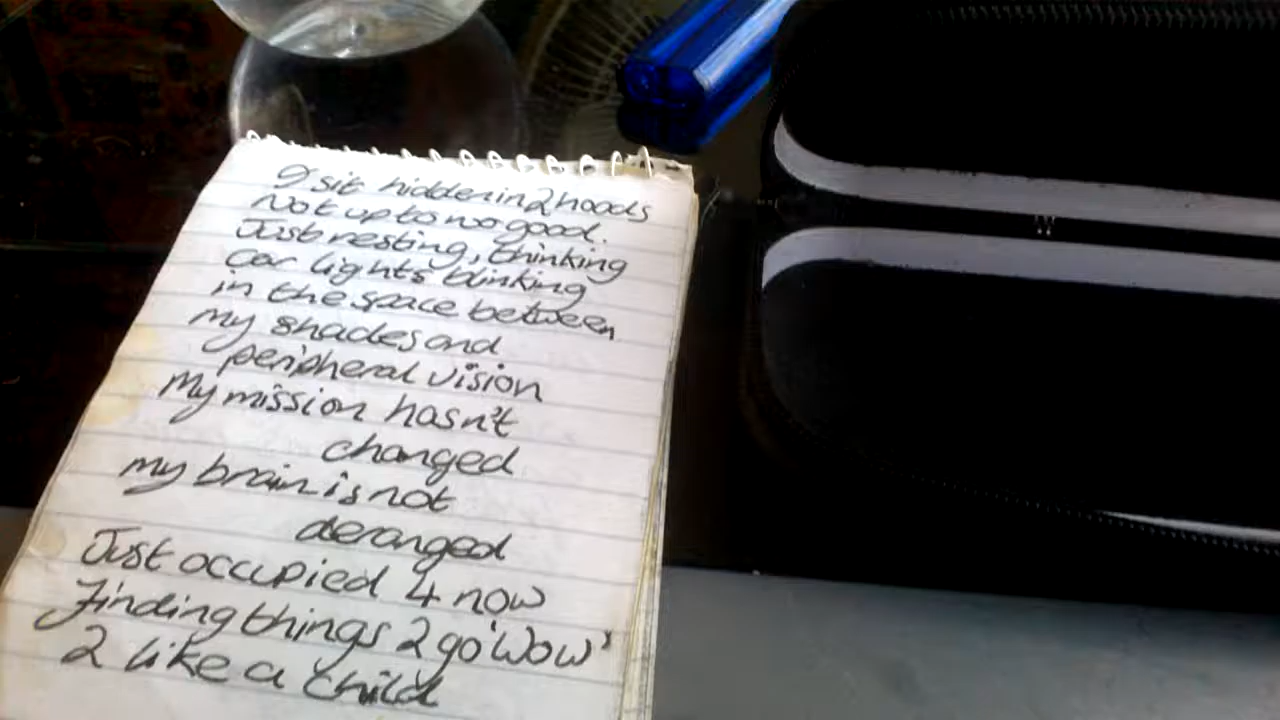 I sit hidden in 2 hoods
Not up to no good.
Just resting, thinking
Car lights blinking
in the space between
my shades and
peripheral vision
My mission hasn't
changed
my brain is not
deranged
Just occupied 4 now
Finding things 2 go 'Wow'
2 like a child